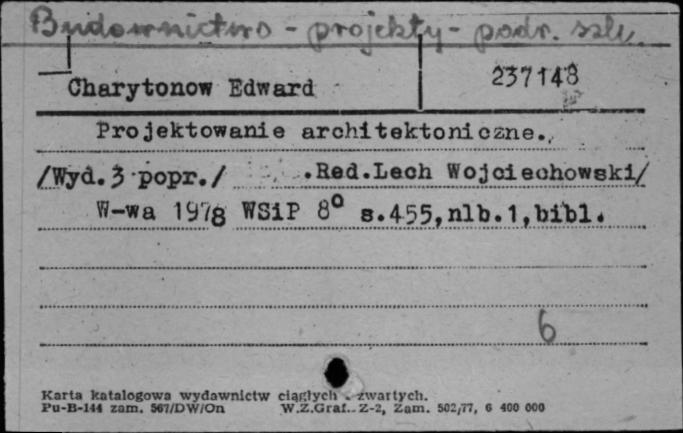 Budownictwo - projekty - podr. szk.
Charytonow Edward
237148
Projektowanie architektoniczne.
/Wyd.3 popr./ .Red.Lech Wojciechowski/
W-wa 1978 WSiP 8° s.455,nlb.1,bibl.
6
Karta katalogowa wydawnictw ciągłych - zwartych.
Pu-B-144 zam. 567/DW/On W.Z.Graf. Z-2, Zam. 502/77, 6 400 000